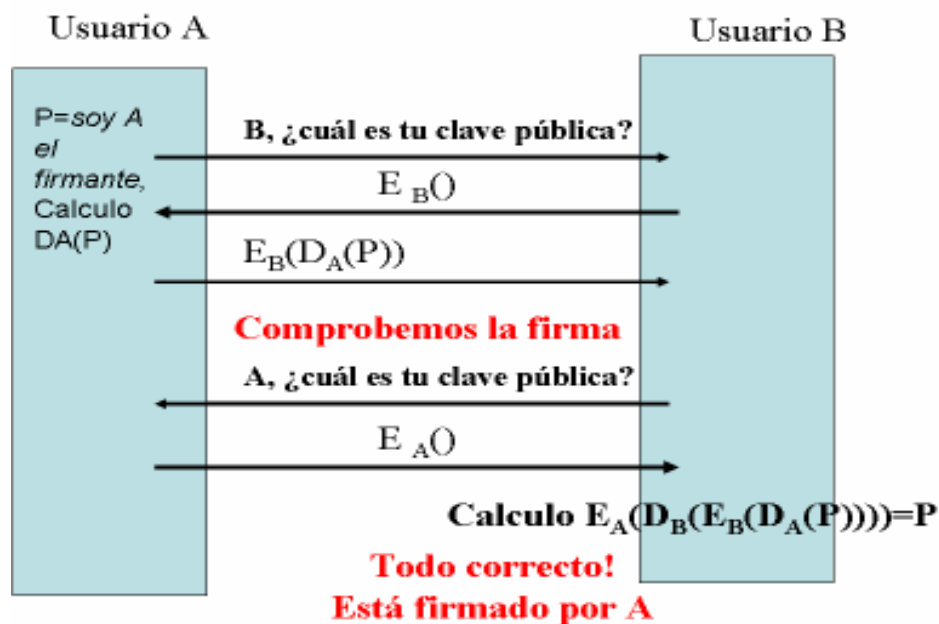 Usuario A
Usuario B
P=soy A
el
firmante,
Calculo
DA(P)
B, ¿cuál es tu clave pública?
E B()
EB(DA(P))
Comprobemos la firma
A, ¿cuál es tu clave pública?
E A()
Calculo EA(DB(EB(DA(P))))=P
Todo correcto!
Está firmado por A